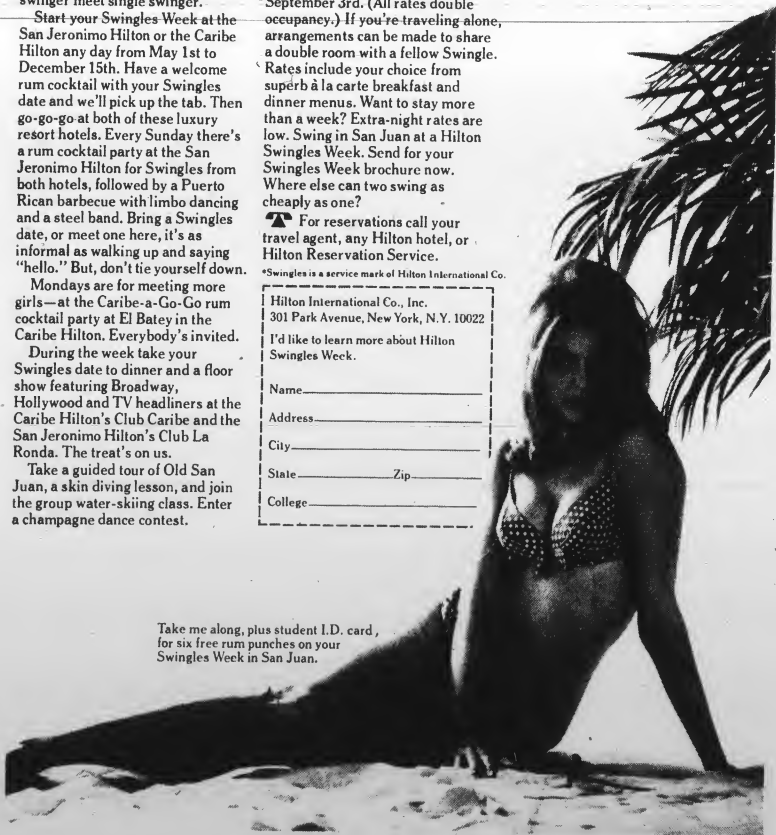 swinger meet single swinger.
Start your Swingles Week at the
San Jeronimo Hilton or the Caribe
Hilton any day from May 1st to
December 15th. Have a welcome
rum cocktail with your Swingles
date and we'll pick up the tab. Then
go-go-go at both of these luxury
resort hotels. Every Sunday there's
a rum cocktail party at the San
Jeronimo Hilton for Swingles from
both hotels, followed by a Puerto
Rican barbecue with limbo dancing
and a steel band. Bring a Swingles
date, or meet one here, it's as
informal as walking up and saying
"hello." But, don't tie yourself down.
Mondays are for meeting more
girls—at the Caribe-a-Go-Go rum
cocktail party at El Batey in the
Caribe Hilton. Everybody's invited.
During the week take your
Swingles date to dinner and a floor
show featuring Broadway,
Hollywood and TV headliners at the
Caribe Hilton's Club Caribe and the
San Jeronimo Hilton's Club La
Ronda. The treat's on us.
Take a guided tour of Old San
Juan, a skin diving lesson, and join
the group water-skiing class. Enter
a champagne dance contest.
September 3rd. (All rates double
occupancy.) If you're traveling alone,
arrangements can be made to share
a double room with a fellow Swingle.
Rates include your choice from
superb à la carte breakfast and
dinner menus. Want to stay more
than a week? Extra-night rates are
low. Swing in San Juan at a Hilton
Swingles Week. Send for your
Swingles Week brochure now.
Where else can two swing as
cheaply as one?
For reservations call your
travel agent, any Hilton hotel, or
Hilton Reservation Service.
*Swingles is a service mark of Hilton International Co.
Hilton International Co., Inc.
301 Park Avenue, New York, N.Y. 10022
I'd like to learn more about Hilton
Swingles Week.
Name
Address
City
State Zip
College
Take me along, plus student I.D. card,
for six free rum punches on your
Swingles Week in San Juan.